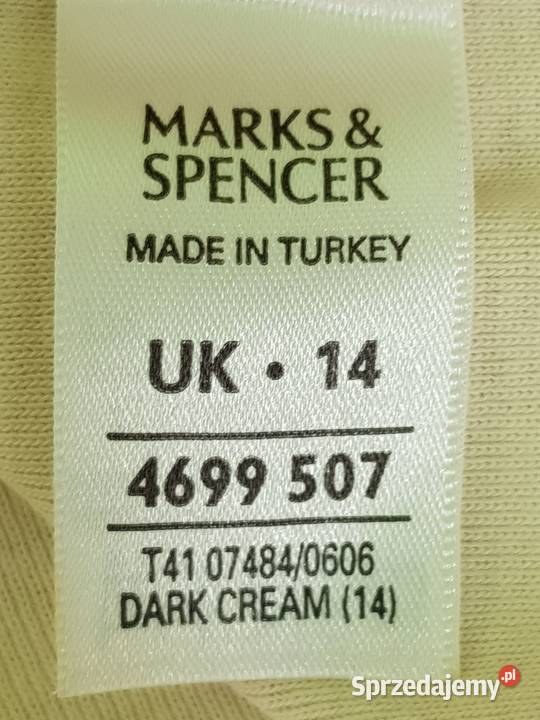 MARKS &
SPENCER
MADE IN TURKEY
UK • 14
4699 507
T41 07484/0606
DARK CREAM (14)
Sprzedajemy.pl